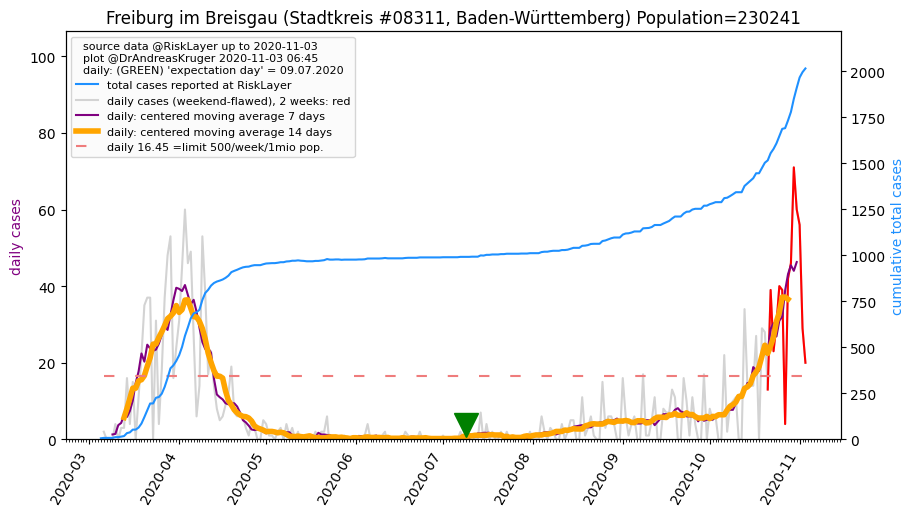 Freiburg im Breisgau (Stadtkreis #08311, Baden-Württemberg) Population=230241
source data @RiskLayer up to 2020-11-03
plot @DrAndreasKruger 2020-11-03 06:45
daily: (GREEN) 'expectation day' = 09.07.2020
total cases reported at RiskLayer
daily cases (weekend-flawed), 2 weeks: red
daily: centered moving average 7 days
daily: centered moving average 14 days
daily 16.45 =limit 500/week/1mio pop.
daily cases
100
80
60
40
20
0
cumulative total cases
2000
1750
1500
1250
1000
750
500
250
0
2020-03
2020-04
2020-05
2020-06
2020-07
2020-08
2020-09
2020-10
2020-11